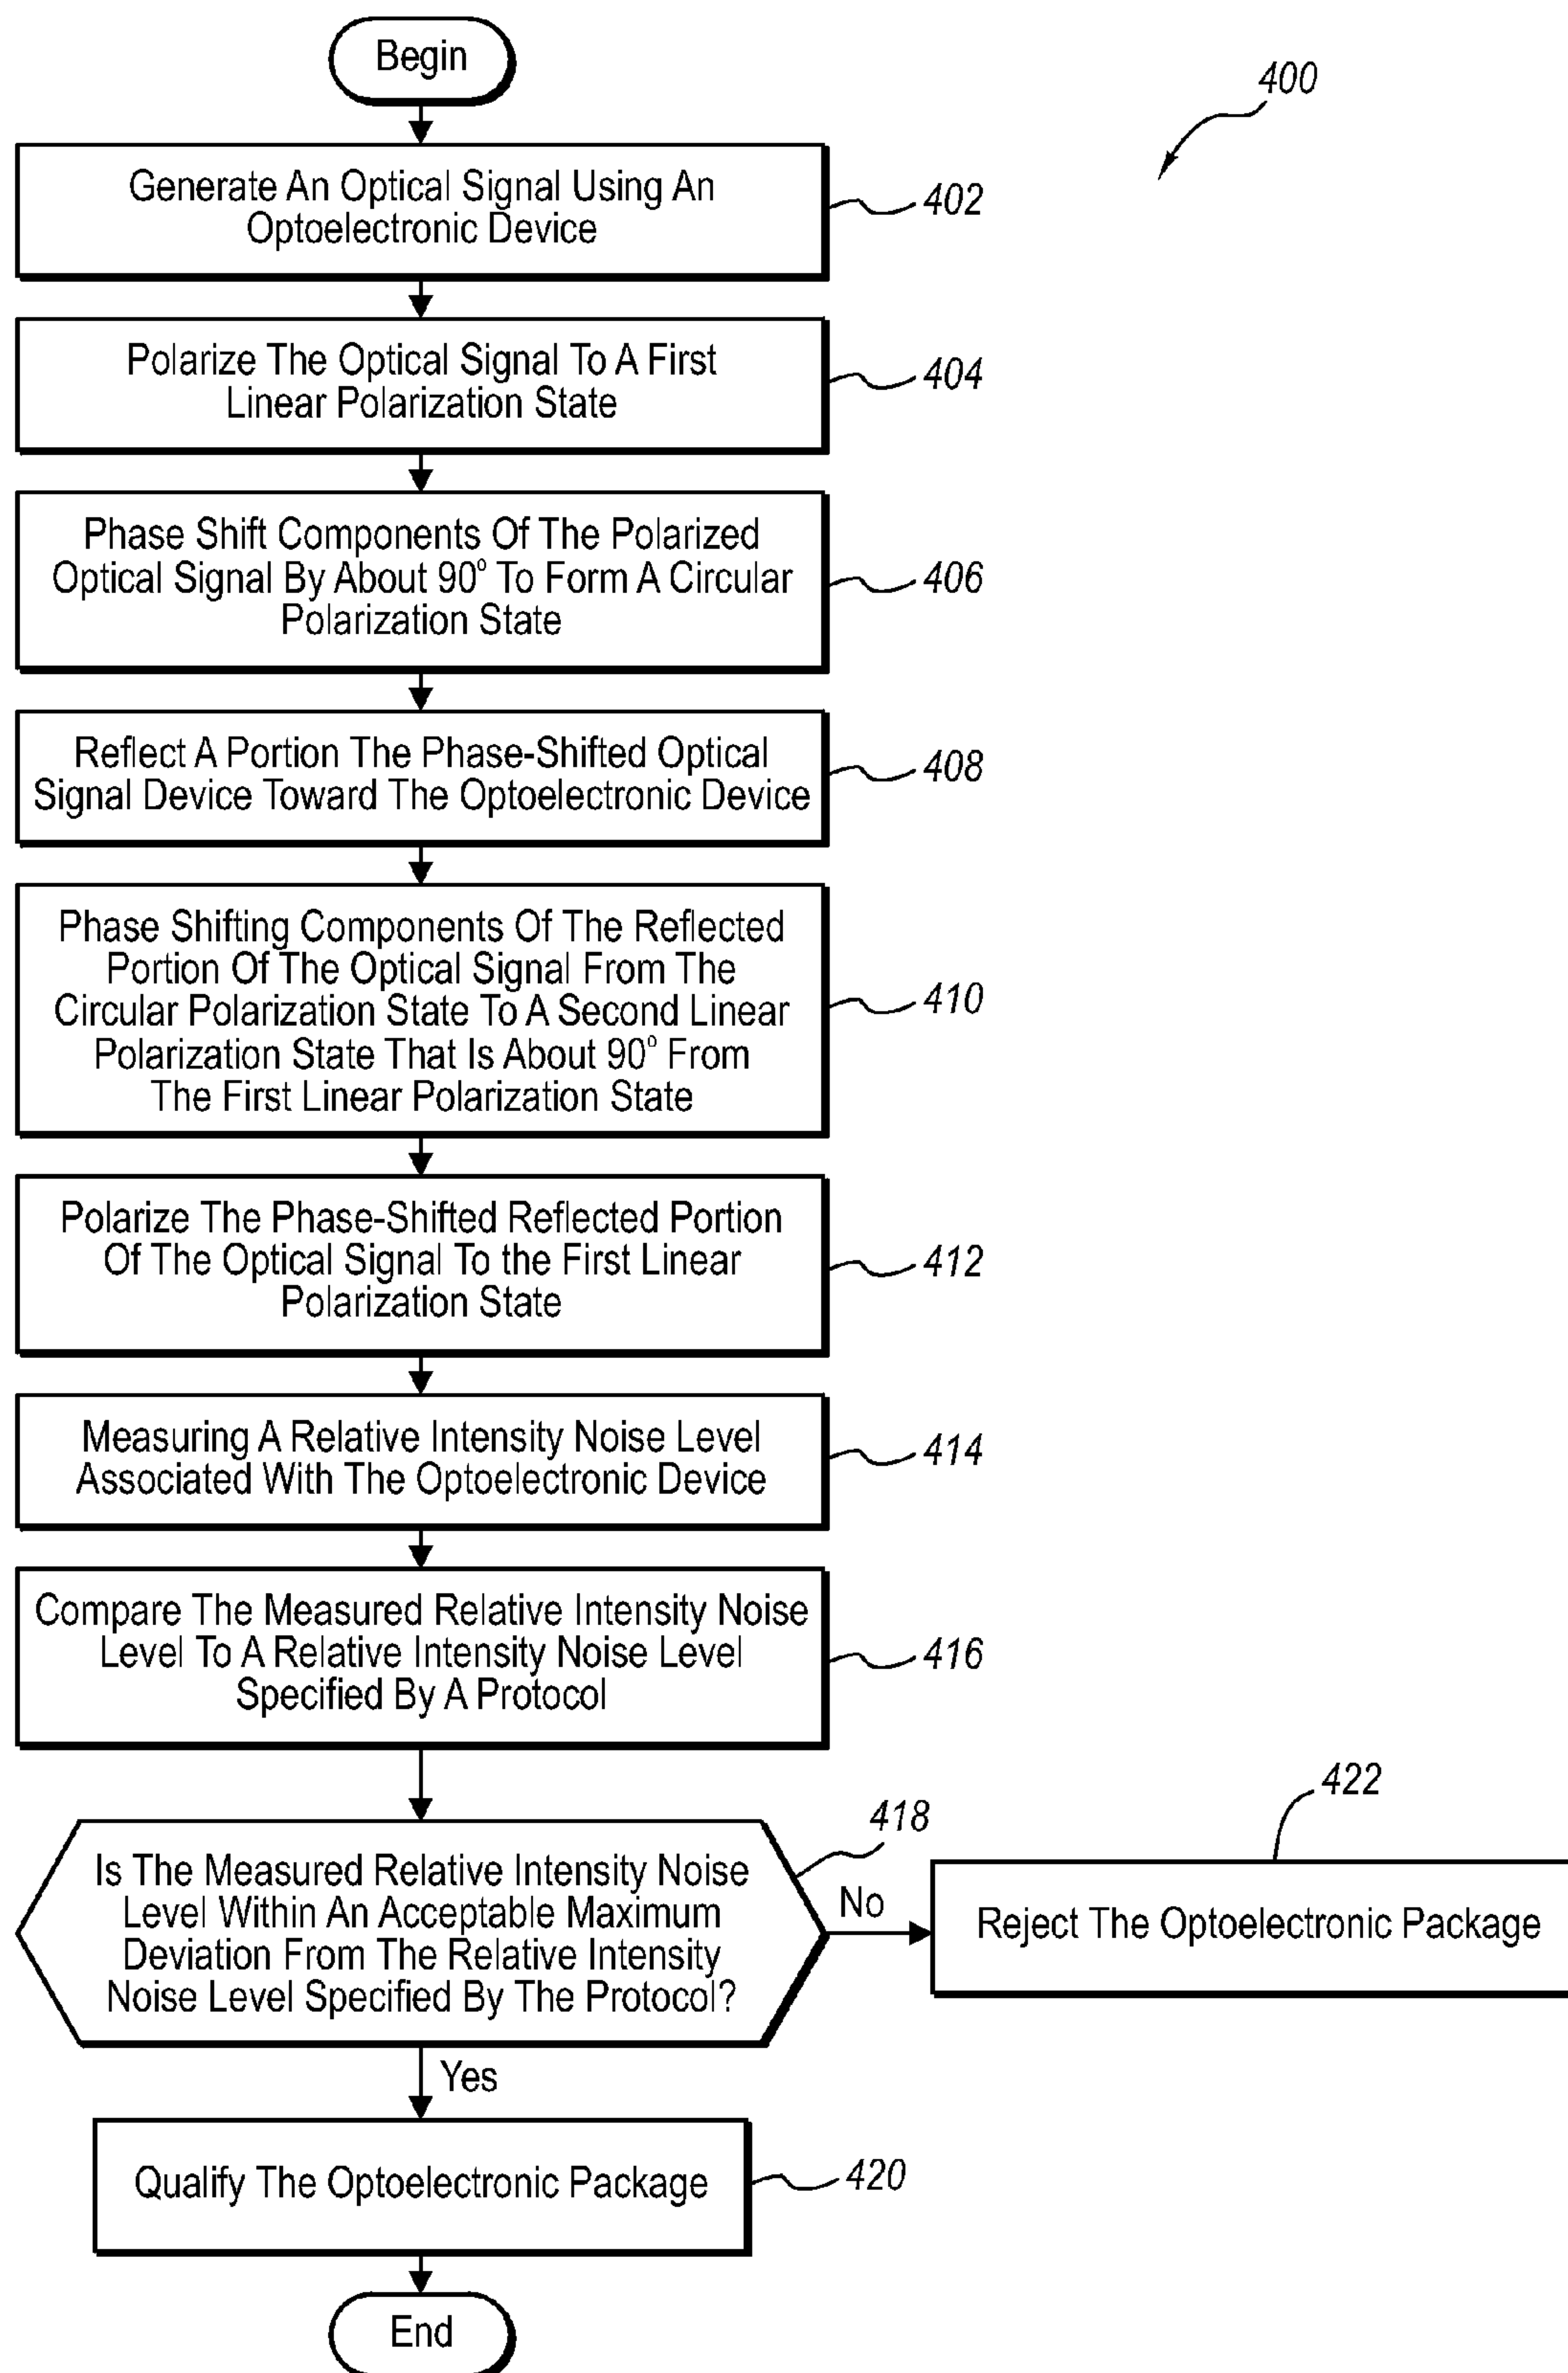 Begin
400
Generate An Optical Signal Using An
Optoelectronic Device
402
Polarize The Optical Signal To A First
Linear Polarization State
404
Phase Shift Components Of The Polarized
Optical Signal By About 90° To Form A Circular
Polarization State
406
Reflect A Portion The Phase-Shifted Optical
Signal Device Toward The Optoelectronic Device
408
Phase Shifting Components Of The Reflected
Portion Of The Optical Signal From The
Circular Polarization State To A Second Linear
Polarization State That Is About 90° From
The First Linear Polarization State
410
Polarize The Phase-Shifted Reflected Portion
Of The Optical Signal To the First Linear
Polarization State
412
Measuring A Relative Intensity Noise Level
Associated With The Optoelectronic Device
414
Compare The Measured Relative Intensity Noise
Level To A Relative Intensity Noise Level
Specified By A Protocol
416
Is The Measured Relative Intensity Noise
Level Within An Acceptable Maximum
Deviation From The Relative Intensity
Noise Level Specified By The Protocol?
418
No
422
Reject The Optoelectronic Package
Yes
Qualify The Optoelectronic Package
420
End